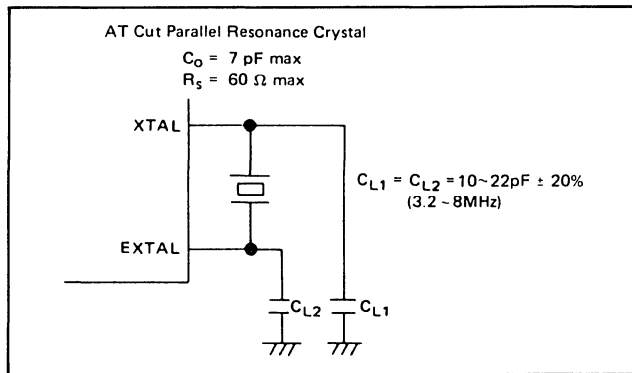 AT Cut Parallel Resonance Crystal
C₀ = 7 pF max
Rₛ = 60 Ω max
XTAL
C_L1 = C_L2 = 10~22pF ± 20%
(3.2~8MHz)
EXTAL
C_L2
C_L1